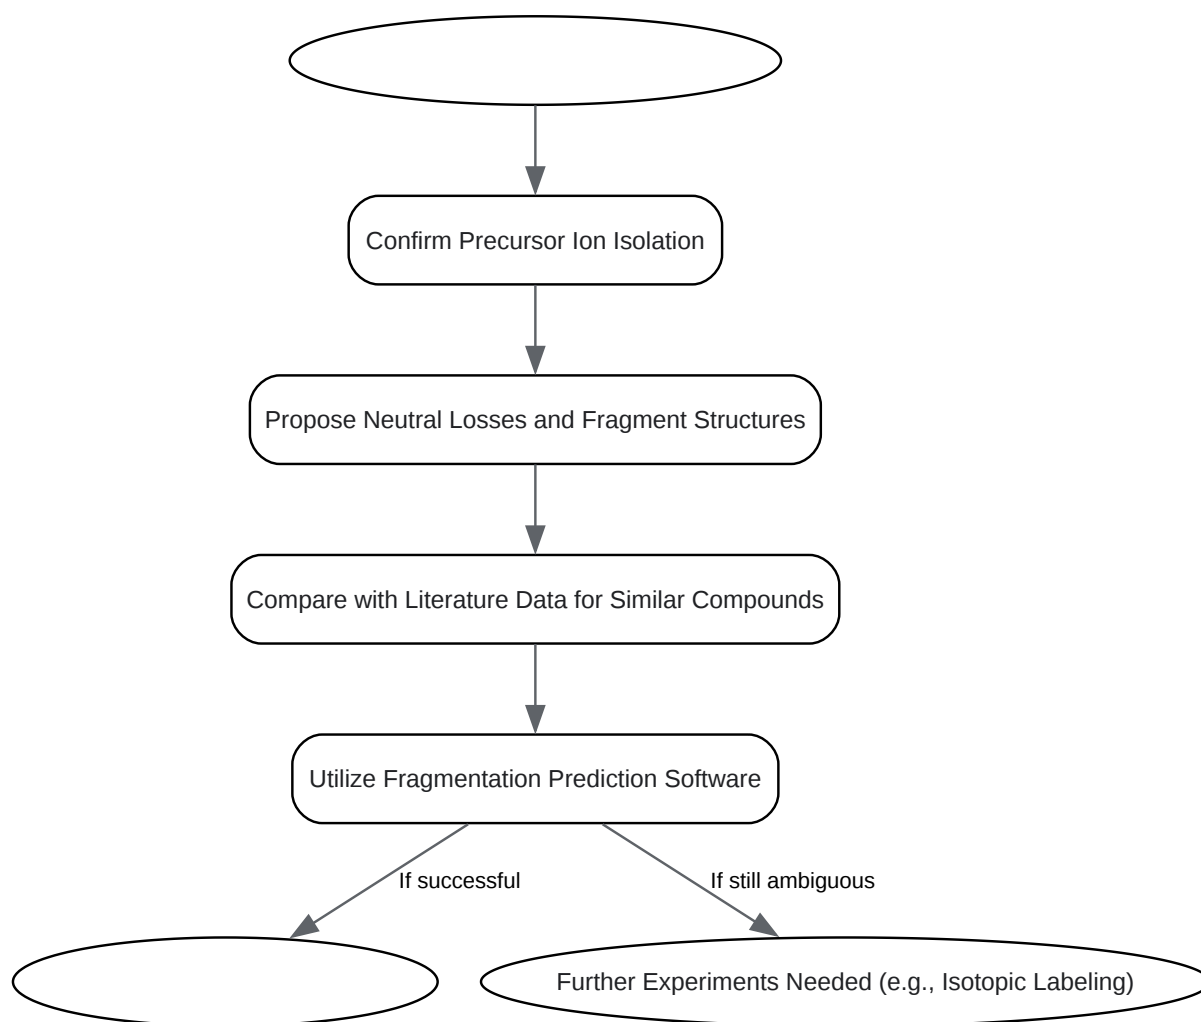 Confirm Precursor Ion Isolation
Propose Neutral Losses and Fragment Structures
Compare with Literature Data for Similar Compounds
Utilize Fragmentation Prediction Software
If successful
If still ambiguous
Further Experiments Needed (e.g., Isotopic Labeling)